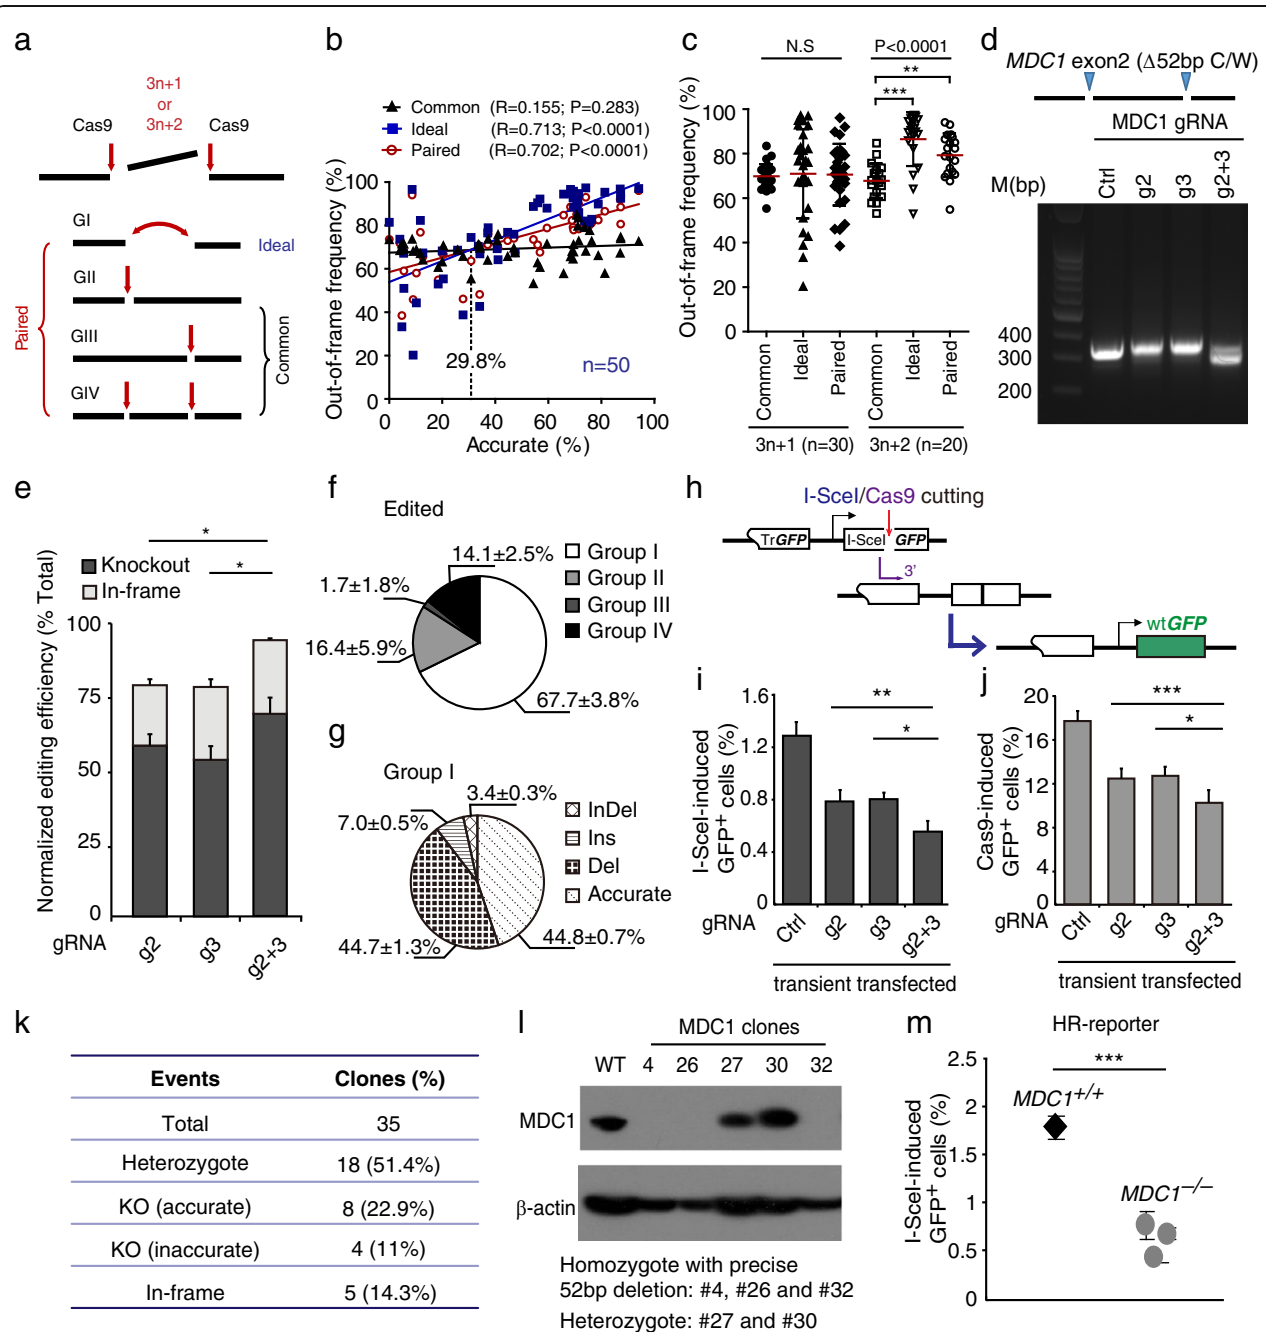 a
3n+1
or
3n+2
Cas9
Cas9
GI
Ideal
GII
GIII
GIV
Paired
Common
b
Common (R=0.155; P=0.283)
Ideal (R=0.713; P<0.0001)
Paired (R=0.702; P<0.0001)
Out-of-frame frequency (%)
100
80
60
40
20
0
29.8%
n=50
0 20 40 60 80 100
Accurate (%)
c
N.S
P<0.0001
**
***
Out-of-frame frequency (%)
100
80
60
40
20
0
Common
Ideal
Paired
Common
Ideal
Paired
3n+1 (n=30)
3n+2 (n=20)
d
MDC1 exon2 (Δ52bp C/W)
MDC1 gRNA
M(bp)
Ctrl
g2
g3
g2+3
400
300
200
e
*
*
Knockout
In-frame
Normalized editing efficiency (% Total)
100
75
50
25
0
gRNA
g2
g3
g2+3
f
Edited
14.1±2.5%
1.7±1.8%
16.4±5.9%
67.7±3.8%
Group I
Group II
Group III
Group IV
g
Group I
3.4±0.3%
7.0±0.5%
44.7±1.3%
44.8±0.7%
InDel
Ins
Del
Accurate
h
I-SceI/Cas9 cutting
TrGFP
I-SceI
GFP
3'
wtGFP
i
I-SceI-induced
GFP+ cells (%)
1.6
1.2
0.8
0.4
0
**
*
gRNA
Ctrl
g2
g3
g2+3
transient transfected
j
Cas9-induced
GFP+ cells (%)
20
16
12
8
4
0
***
*
gRNA
Ctrl
g2
g3
g2+3
transient transfected
k
Events Clones (%)
Total 35
Heterozygote 18 (51.4%)
KO (accurate) 8 (22.9%)
KO (inaccurate) 4 (11%)
In-frame 5 (14.3%)
l
MDC1 clones
WT 4 26 27 30 32
MDC1
β-actin
Homozygote with precise
52bp deletion: #4, #26 and #32
Heterozygote: #27 and #30
m
HR-reporter
***
MDC1+/+
MDC1−/−
I-SceI-induced
GFP+ cells (%)
2.5
2
1.5
1
0.5
0